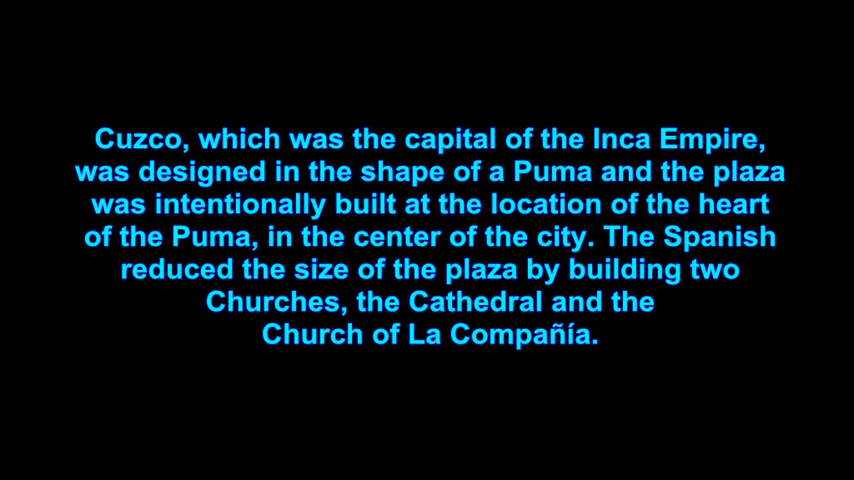 Cuzco, which was the capital of the Inca Empire,
was designed in the shape of a Puma and the plaza
was intentionally built at the location of the heart
of the Puma, in the center of the city. The Spanish
reduced the size of the plaza by building two
Churches, the Cathedral and the
Church of La Compañía.